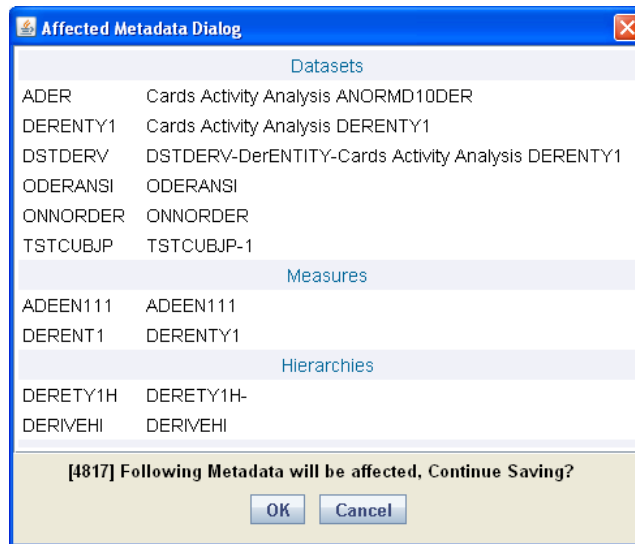 Affected Metadata Dialog
Datasets
ADER Cards Activity Analysis ANORMD10DER
DERENTY1 Cards Activity Analysis DERENTY1
DSTDERV DSTDERV-DerENTITY-Cards Activity Analysis DERENTY1
ODERANSI ODERANSI
ONNORDER ONNORDER
TSTCUBJP TSTCUBJP-1
Measures
ADEEN111 ADEEN111
DERENT1 DERENTY1
Hierarchies
DERETY1H DERETY1H-
DERIVEHI DERIVEHI
[4817] Following Metadata will be affected, Continue Saving?
OK Cancel